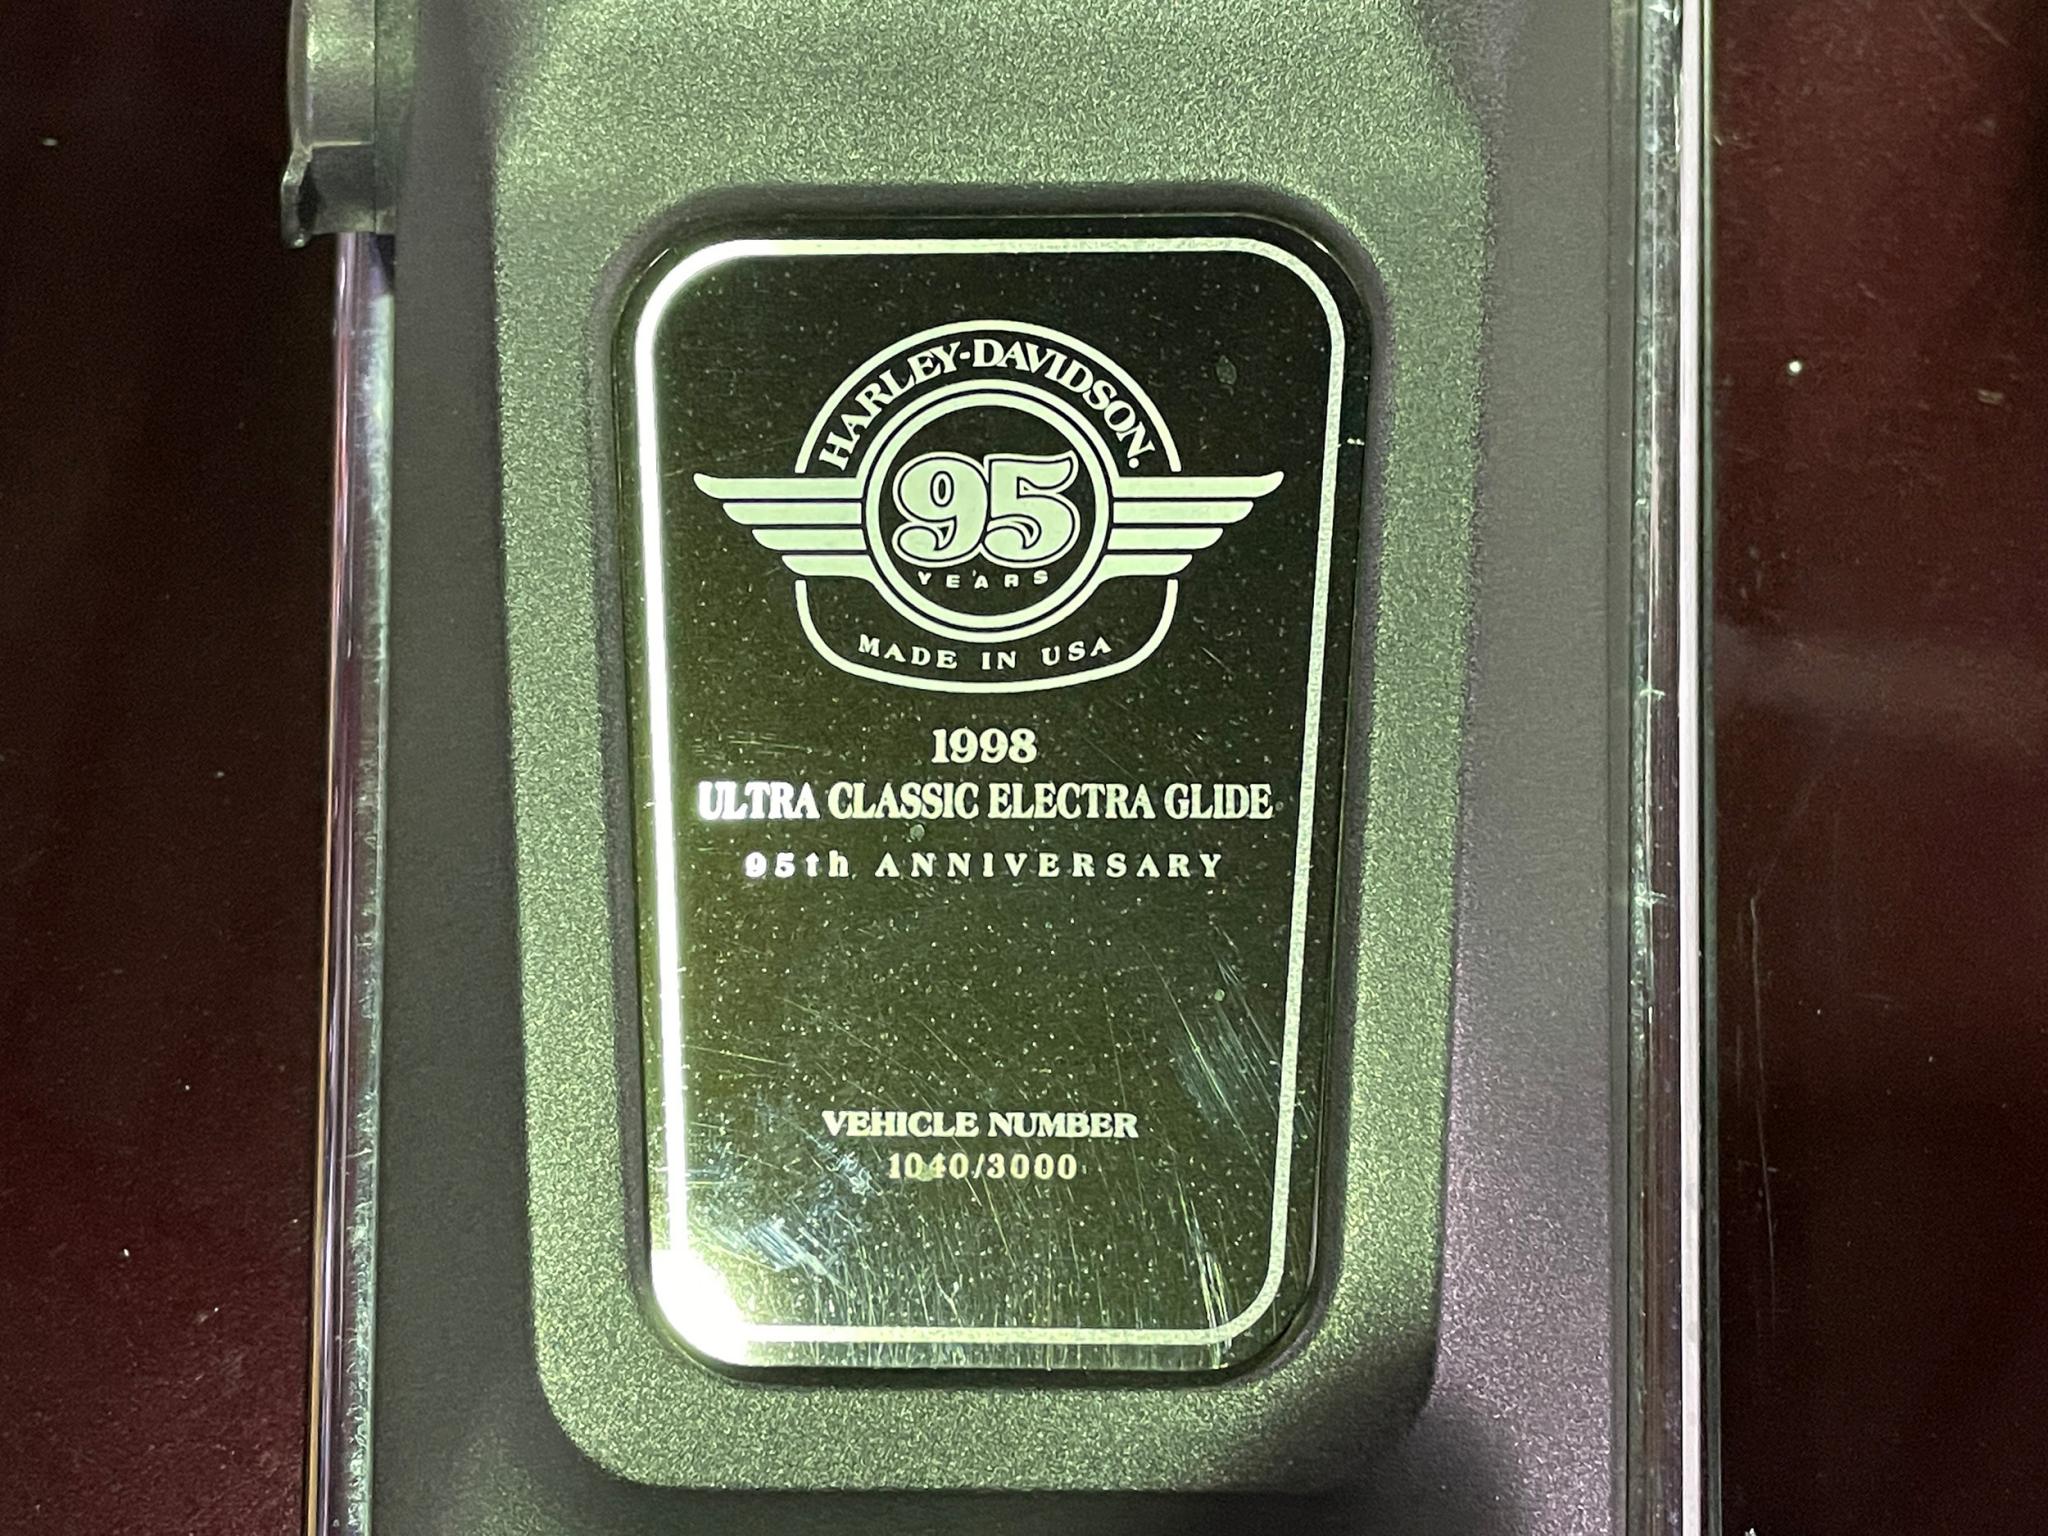 HARLEY-DAVIDSON
95
YEARS
MADE IN USA
1998
ULTRA CLASSIC ELECTRA GLIDE
95th ANNIVERSARY
VEHICLE NUMBER
1040/3000